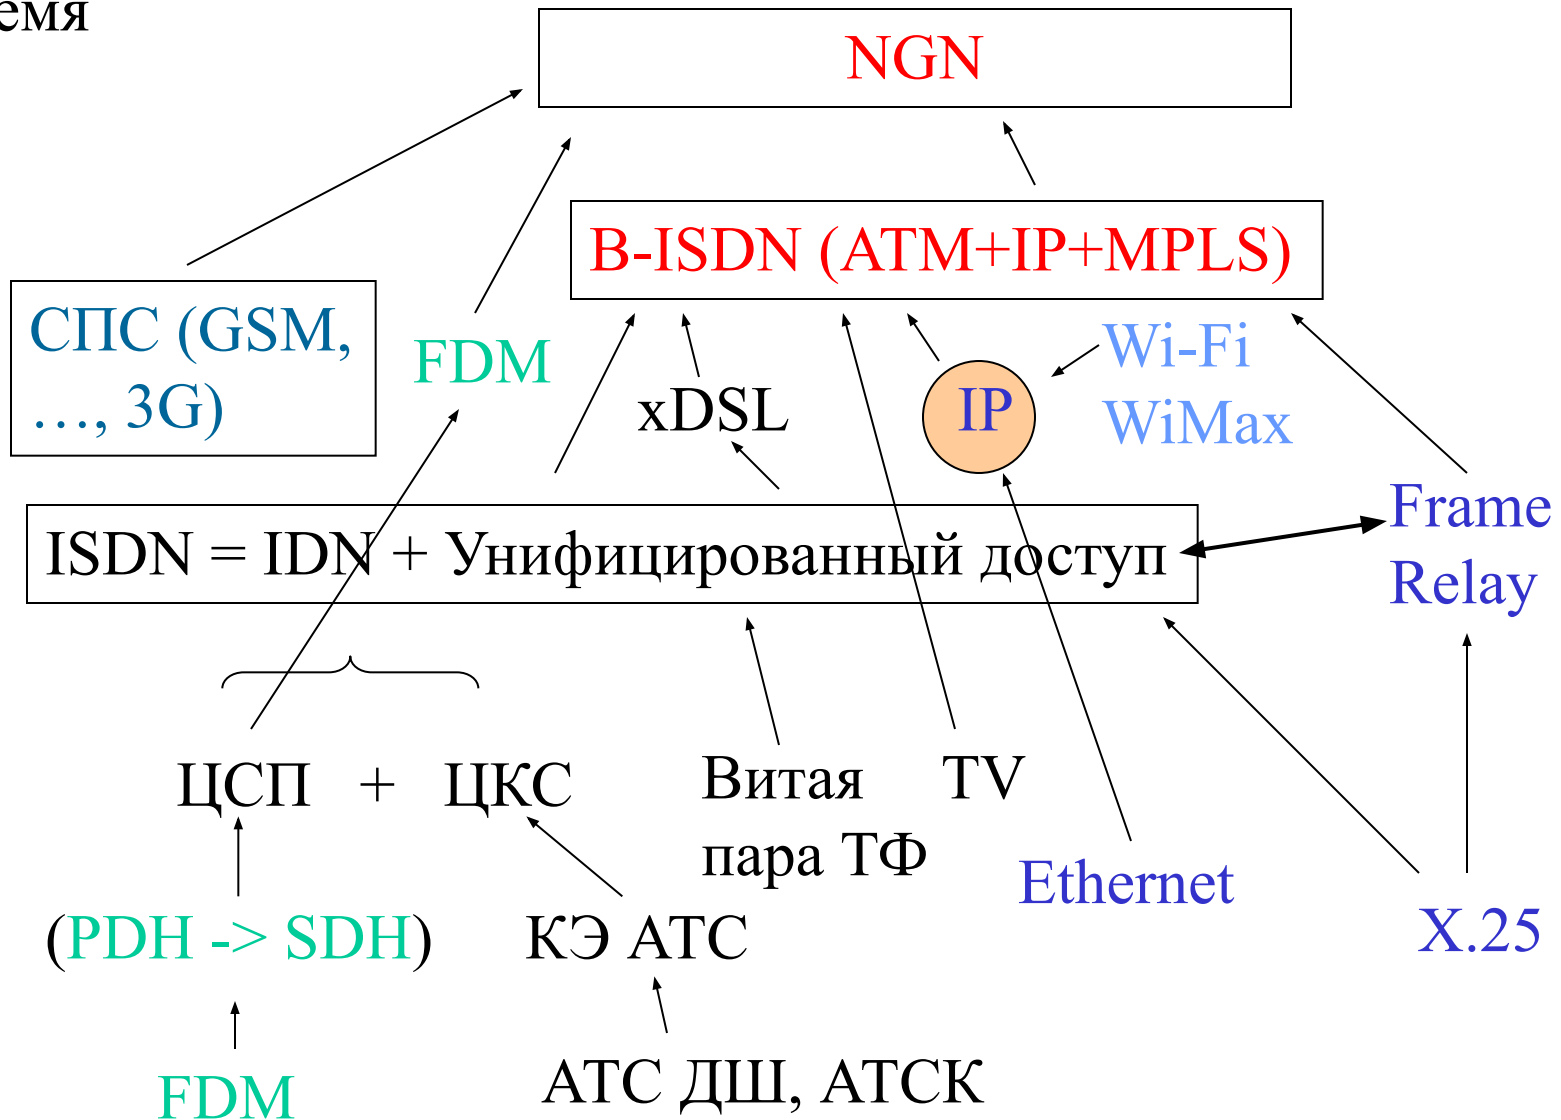 NGN
B-ISDN (ATM+IP+MPLS)
СПС (GSM,
…, 3G)
FDM
xDSL
IP
Wi-Fi
WiMax
ISDN = IDN + Унифицированный доступ
Frame
Relay
ЦСП + ЦКС
Витая
пара ТФ
TV
Ethernet
X.25
(PDH -> SDH)
КЭ АТС
FDM
АТС ДШ, АТСК